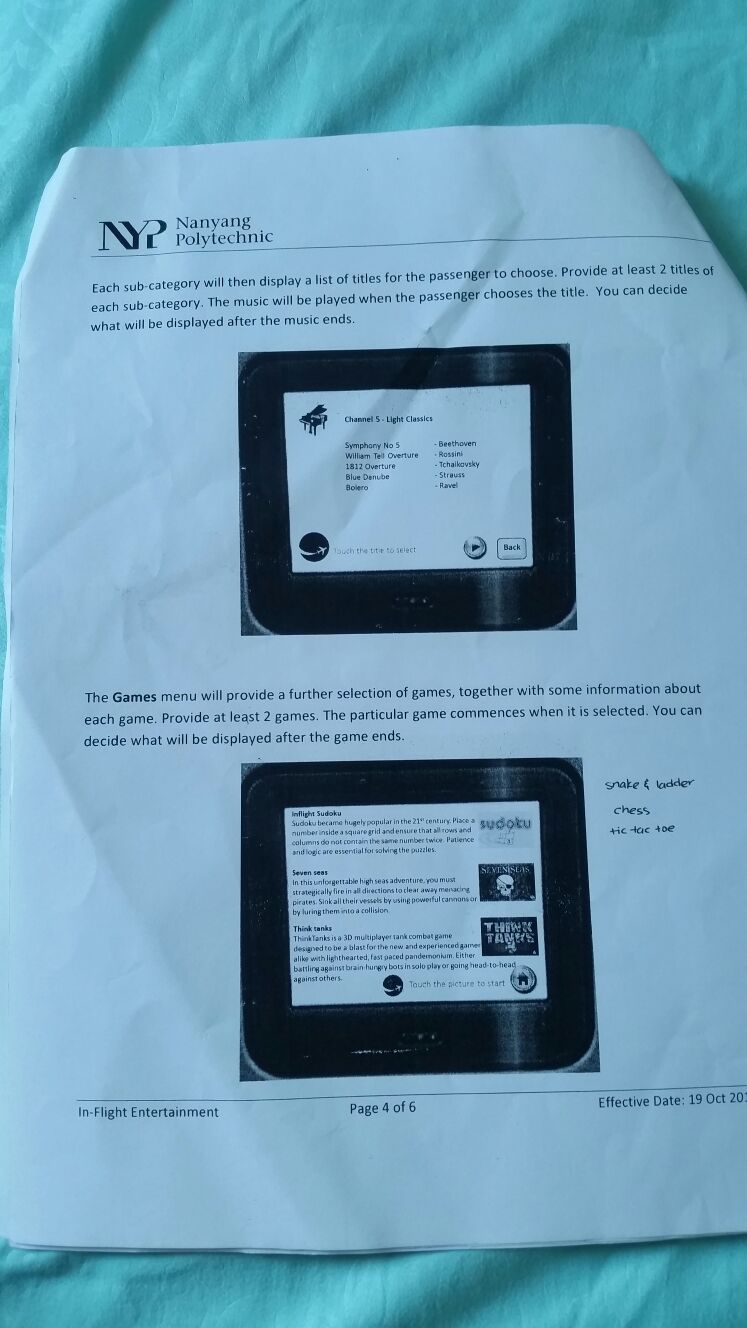 NYP Nanyang
Polytechnic
Each sub-category will then display a list of titles for the passenger to choose. Provide at least 2 titles of
each sub-category. The music will be played when the passenger chooses the title.  You can decide
what will be displayed after the music ends.
Channel 5 - Light Classics
Symphony No 5 - Beethoven
William Tell Overture - Rossini
1812 Overture - Tchaikovsky
Blue Danube - Strauss
Bolero - Ravel
Touch the title to select
Back
The Games menu will provide a further selection of games, together with some information about
each game. Provide at least 2 games. The particular game commences when it is selected. You can
decide what will be displayed after the game ends.
snake & ladder
chess
tic tac toe
Inflight Sudoku
Sudoku became hugely popular in the 21st century. Place a
number inside a square grid and ensure that all rows and
columns do not contain the same number twice. Patience
and logic are essential for solving the puzzles.
sudoku
Seven seas
In this unforgettable high seas adventure, you must
strategically fire in all directions to clear away menacing
pirates. Sink all their vessels by using powerful cannons or
by luring them into a collision.
SEVEN SEAS
Think tanks
ThinkTanks is a 3D multiplayer tank combat game
designed to be a blast for the new and experienced gamer
alike with lighthearted, fast paced pandemonium. Either
battling against brain-hungry bots in solo play or going head-to-head
against others.
THINK
TANKS
Touch the picture to start
In-Flight Entertainment
Page 4 of 6
Effective Date: 19 Oct 201